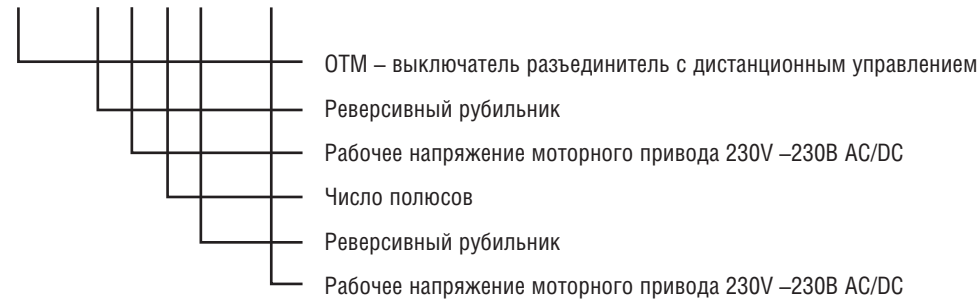 ОТМ – выключатель разъединитель с дистанционным управлением
Реверсивный рубильник
Рабочее напряжение моторного привода 230V –230В AC/DC
Число полюсов
Реверсивный рубильник
Рабочее напряжение моторного привода 230V –230В AC/DC